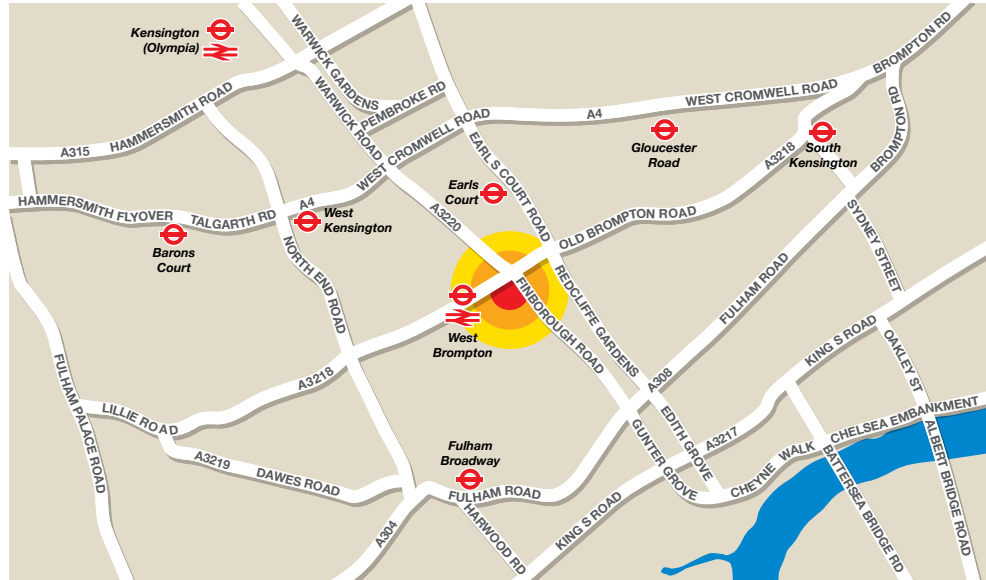 Kensington
(Olympia)
WARWICK GARDENS
WARWICK ROAD
PEMBROKE RD
BROMPTON RD
HAMMERSMITH ROAD
A315
WEST CROMWELL ROAD
A4
WEST CROMWELL ROAD
BROMPTON RD
Gloucester
Road
A3218
South
Kensington
EARL S COURT ROAD
Earls
Court
HAMMERSMITH FLYOVER
TALGARTH RD
A4
West
Kensington
A3220
OLD BROMPTON ROAD
SYDNEY STREET
Barons
Court
NORTH END ROAD
REDCLIFFE GARDENS
FINBOROUGH ROAD
FULHAM ROAD
West
Brompton
KING S ROAD
OAKLEY ST
FULHAM PALACE ROAD
A3218
A308
LILLIE ROAD
EDITH GROVE
GUNTER GROVE
A3217
CHELSEA EMBANKMENT
CHEYNE WALK
ALBERT BRIDGE ROAD
BATTERSEA BRIDGE RD
A3219
DAWES ROAD
Fulham
Broadway
FULHAM ROAD
HARWOOD RD
KING S ROAD
A304